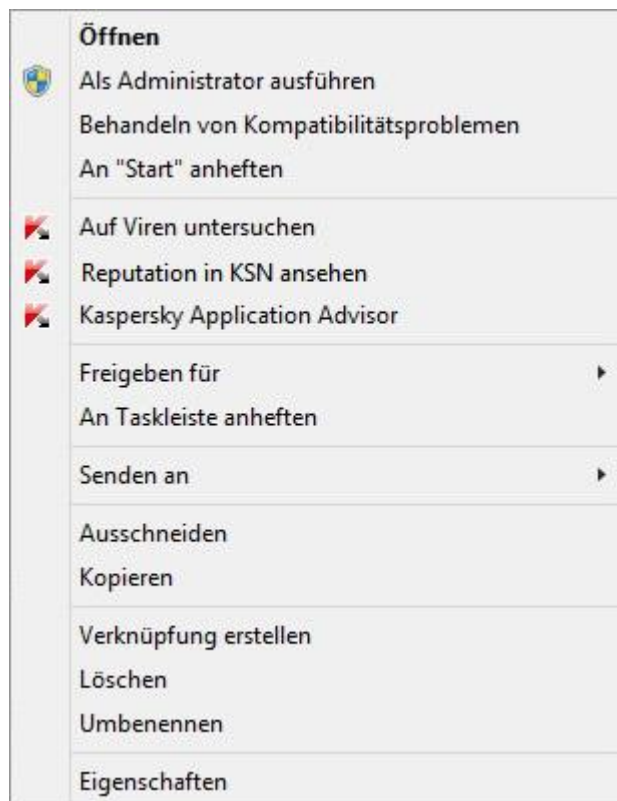 Öffnen
Als Administrator ausführen
Behandeln von Kompatibilitätsproblemen
An "Start" anheften
Auf Viren untersuchen
Reputation in KSN ansehen
Kaspersky Application Advisor
Freigeben für
An Taskleiste anheften
Senden an
Ausschneiden
Kopieren
Verknüpfung erstellen
Löschen
Umbenennen
Eigenschaften